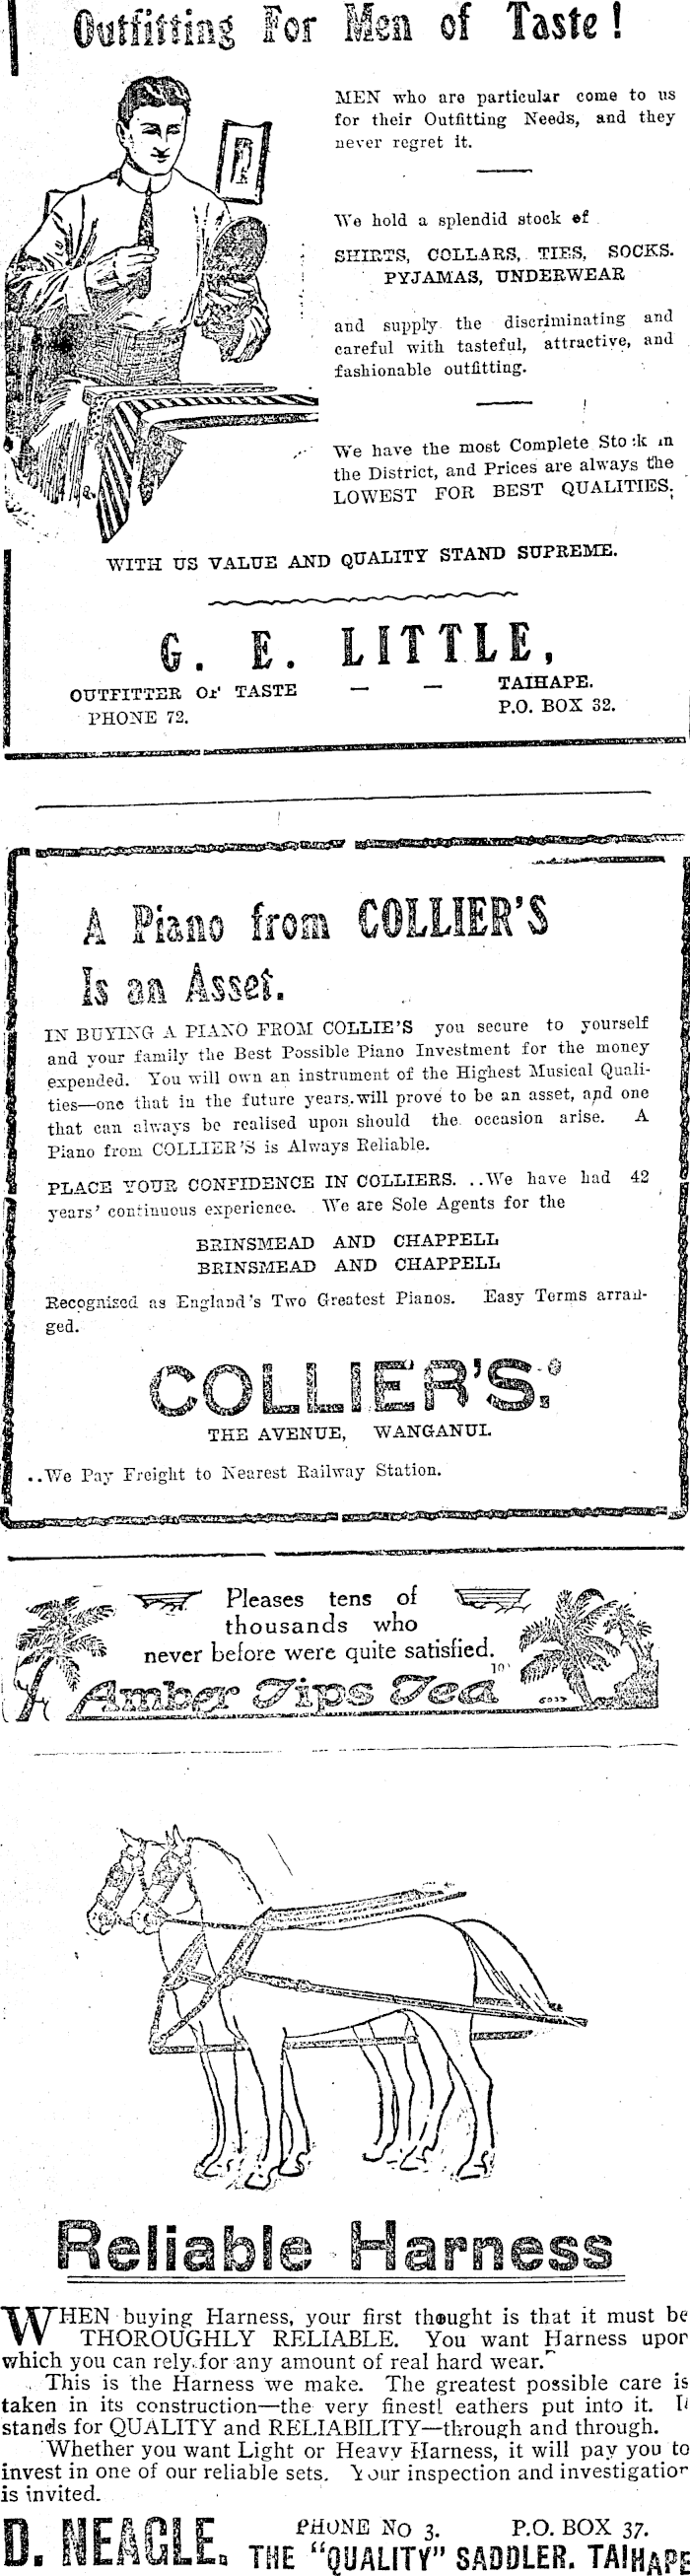 Outfitting For Men of Taste!
MEN who are particular come to us
for their Outfitting Needs, and they
never regret it.
We hold a splendid stock of
SHIRTS, COLLARS, TIES, SOCKS.
PYJAMAS, UNDERWEAR
and supply the discriminating and
careful with tasteful, attractive, and
fashionable outfitting.
We have the most Complete Sto:k in
the District, and Prices are always the
LOWEST FOR BEST QUALITIES.
WITH US VALUE AND QUALITY STAND SUPREME.
G. E. LITTLE,
OUTFITTER OF TASTE — — TAIHAPE.
PHONE 72. P.O. BOX 32.
A Piano from COLLIER'S
Is an Asset.
IN BUYING A PIANO FROM COLLIE'S you secure to yourself
and your family the Best Possible Piano Investment for the money
expended. You will own an instrument of the Highest Musical Quali-
ties—one that in the future years will prove to be an asset, and one
that can always be realised upon should the occasion arise. A
Piano from COLLIER'S is Always Reliable.
PLACE YOUR CONFIDENCE IN COLLIERS. ..We have had 42
years' continuous experience. We are Sole Agents for the
BRINSMEAD AND CHAPPELL
BRINSMEAD AND CHAPPELL
Recognised as England's Two Greatest Pianos. Easy Terms arran-
ged.
COLLIER'S.
THE AVENUE, WANGANUI.
..We Pay Freight to Nearest Railway Station.
Pleases tens of
thousands who
never before were quite satisfied.
Amber Tips Tea
Reliable Harness
WHEN buying Harness, your first thought is that it must be
THOROUGHLY RELIABLE. You want Harness upon
which you can rely for any amount of real hard wear.
This is the Harness we make. The greatest possible care is
taken in its construction—the very finestl eathers put into it. It
stands for QUALITY and RELIABILITY—through and through.
Whether you want Light or Heavy Harness, it will pay you to
invest in one of our reliable sets. Your inspection and investigation
is invited.
D. NEAGLE. PHONE No 3. P.O. BOX 37.
THE "QUALITY" SADDLER. TAIHAPE